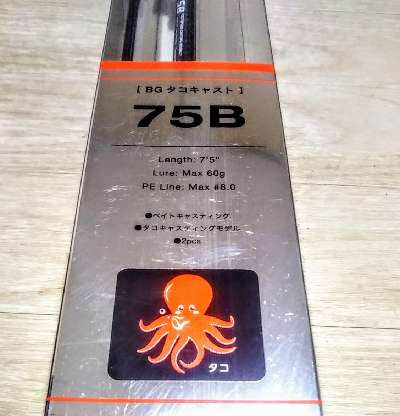 [ BG タコキャスト ]
75B
Length: 7'5"
Lure: Max 60g
PE Line: Max #8.0
●ベイトキャスティング
●タコキャスティングモデル
●2pcs
タコ